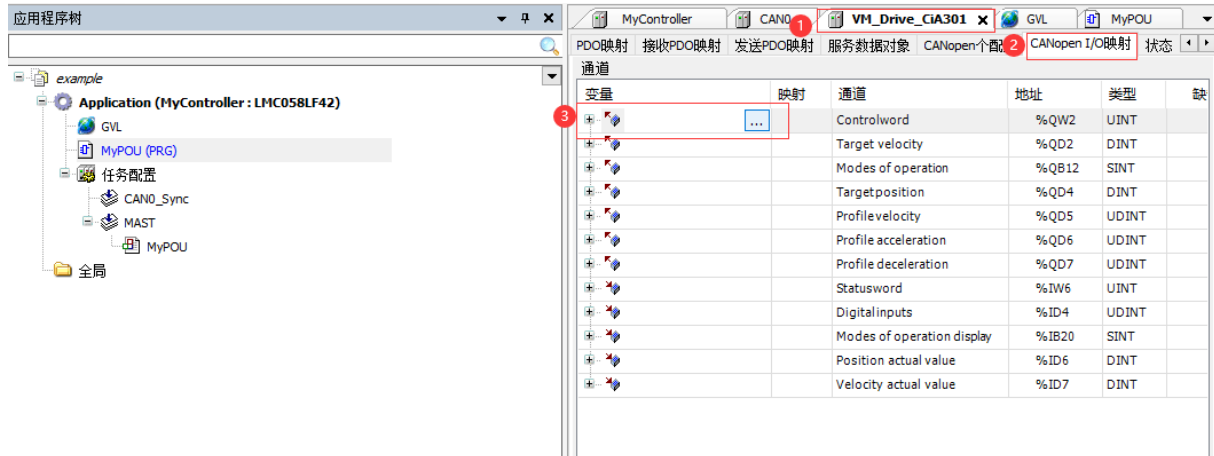 应用程序树
example
Application (MyController : LMC058LF42)
GVL
MyPOU (PRG)
任务配置
CAN0_Sync
MAST
MyPOU
全局
MyController CAN0 1 VM_Drive_CiA301 GVL MyPOU
PDO映射 接收PDO映射 发送PDO映射 服务数据对象 CANopen个配 2 CANopen I/O映射 状态
通道
变量 映射 通道 地址 类型 缺
3 ... Controlword %QW2 UINT
Target velocity %QD2 DINT
Modes of operation %QB12 SINT
Targetposition %QD4 DINT
Profilevelocity %QD5 UDINT
Profile acceleration %QD6 UDINT
Profile deceleration %QD7 UDINT
Statusword %IW6 UINT
Digitalinputs %ID4 UDINT
Modes of operation display %IB20 SINT
Position actual value %ID6 DINT
Velocity actual value %ID7 DINT